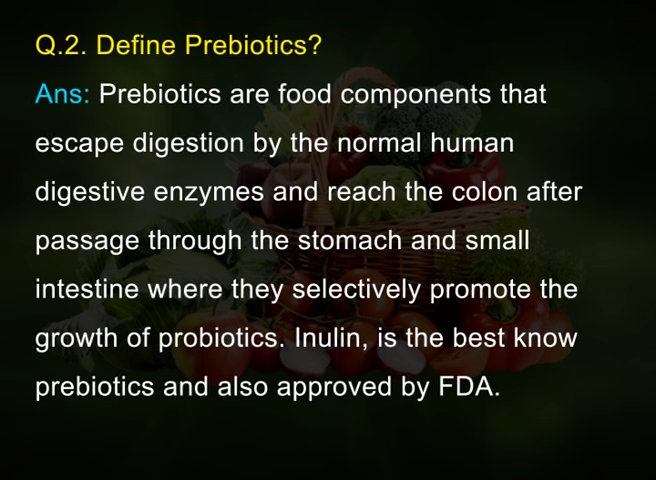 Q.2. Define Prebiotics?
Ans: Prebiotics are food components that
escape digestion by the normal human
digestive enzymes and reach the colon after
passage through the stomach and small
intestine where they selectively promote the
growth of probiotics. Inulin, is the best know
prebiotics and also approved by FDA.